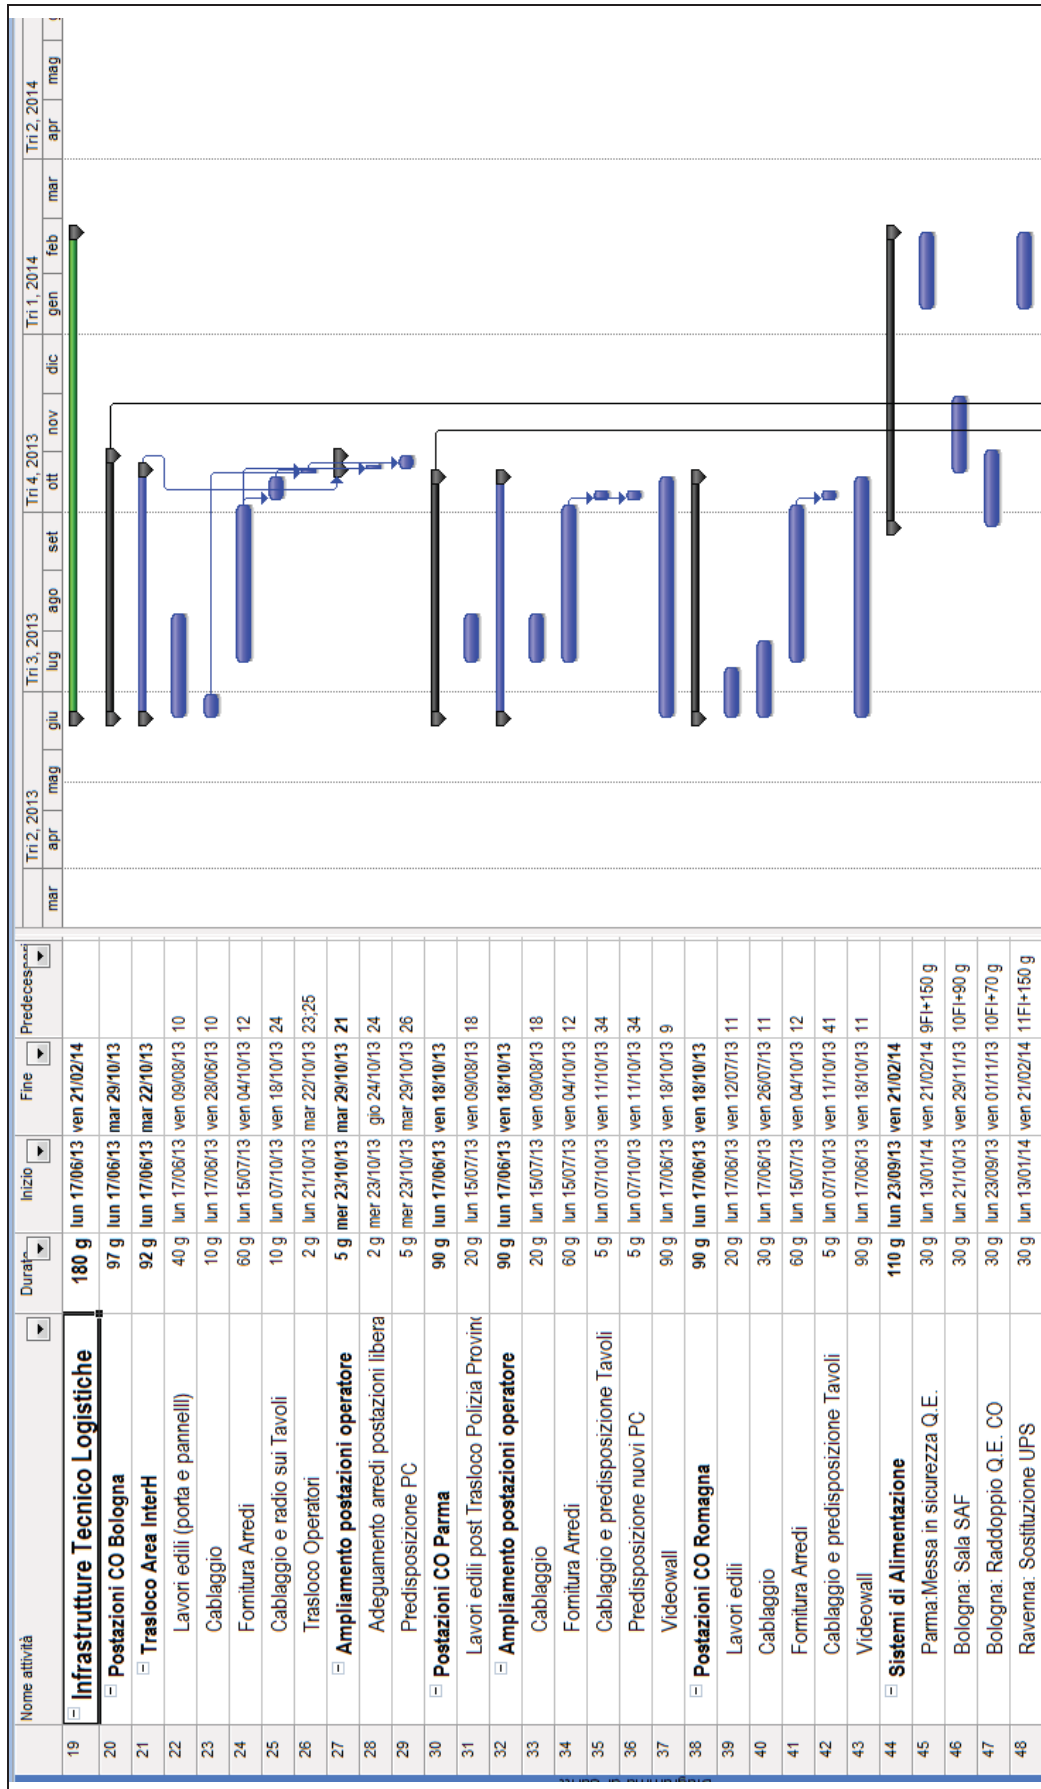 Nome attività Durat Inizio Fine Predecessori
Tri 2, 2013 Tri 3, 2013 Tri 4, 2013 Tri 1, 2014 Tri 2, 2014
mar apr mag giu lug ago set ott nov dic gen feb mar apr mag
19 Infrastrutture Tecnico Logistiche 180 g lun 17/06/13 ven 21/02/14
20 Postazioni CO Bologna 97 g lun 17/06/13 mar 29/10/13
21 Trasloco Area InterH 92 g lun 17/06/13 mar 22/10/13
22 Lavori edili (porta e pannelli) 40 g lun 17/06/13 ven 09/08/13 10
23 Cablaggio 10 g lun 17/06/13 ven 28/06/13 10
24 Fornitura Arredi 60 g lun 15/07/13 ven 04/10/13 12
25 Cablaggio e radio sui Tavoli 10 g lun 07/10/13 ven 18/10/13 24
26 Trasloco Operatori 2 g lun 21/10/13 mar 22/10/13 23;25
27 Ampliamento postazioni operatore 5 g mer 23/10/13 mar 29/10/13 21
28 Adeguamento arredi postazioni libera 2 g mer 23/10/13 gio 24/10/13 24
29 Predisposizione PC 5 g mer 23/10/13 mar 29/10/13 26
30 Postazioni CO Parma 90 g lun 17/06/13 ven 18/10/13
31 Lavori edili post Trasloco Polizia Provinc 20 g lun 15/07/13 ven 09/08/13 18
32 Ampliamento postazioni operatore 90 g lun 17/06/13 ven 18/10/13
33 Cablaggio 20 g lun 15/07/13 ven 09/08/13 18
34 Fornitura Arredi 60 g lun 15/07/13 ven 04/10/13 12
35 Cablaggio e predisposizione Tavoli 5 g lun 07/10/13 ven 11/10/13 34
36 Predisposizione nuovi PC 5 g lun 07/10/13 ven 11/10/13 34
37 Videowall 90 g lun 17/06/13 ven 18/10/13 9
38 Postazioni CO Romagna 90 g lun 17/06/13 ven 18/10/13
39 Lavori edili 20 g lun 17/06/13 ven 12/07/13 11
40 Cablaggio 30 g lun 17/06/13 ven 26/07/13 11
41 Fornitura Arredi 60 g lun 15/07/13 ven 04/10/13 12
42 Cablaggio e predisposizione Tavoli 5 g lun 07/10/13 ven 11/10/13 41
43 Videowall 90 g lun 17/06/13 ven 18/10/13 11
44 Sistemi di Alimentazione 110 g lun 23/09/13 ven 21/02/14
45 Parma:Messa in sicurezza Q.E. 30 g lun 13/01/14 ven 21/02/14 9FI+150 g
46 Bologna: Sala SAF 30 g lun 21/10/13 ven 29/11/13 10FI+90 g
47 Bologna: Raddoppio Q.E. CO 30 g lun 23/09/13 ven 01/11/13 10FI+70 g
48 Ravenna: Sostituzione UPS 30 g lun 13/01/14 ven 21/02/14 11FI+150 g